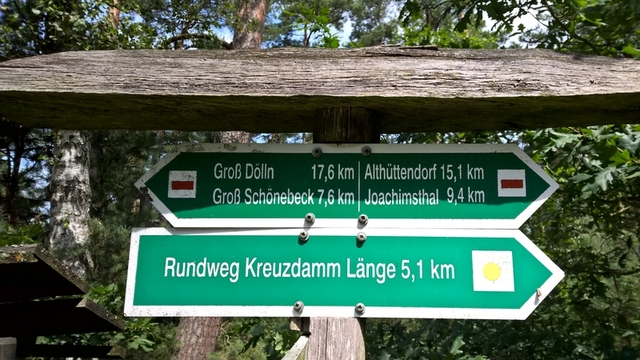 Groß Dölln 17,6 km
Groß Schönebeck 7,6 km
Althüttendorf 15,1 km
Joachimsthal 9,4 km
Rundweg Kreuzdamm Länge 5,1 km